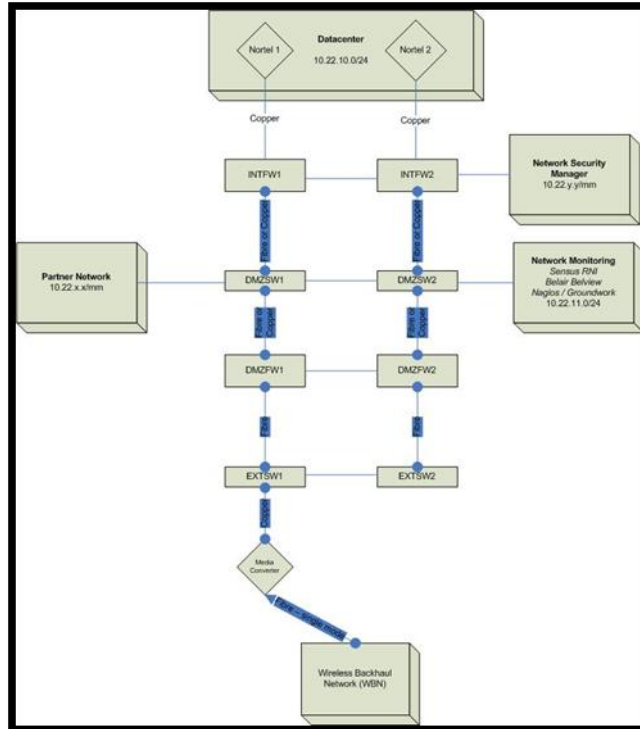 Datacenter
10.22.10.0/24
Nortel 1
Nortel 2
Copper
Copper
INTFW1
INTFW2
Network Security
Manager
10.22.y.y/mm
Fibre or Copper
Fibre or Copper
Partner Network
10.22.x.x/mm
DMZSW1
DMZSW2
Network Monitoring
Sensus RNI
Belair Belview
Nagios / Groundwork
10.22.11.0/24
Fibre or
Copper
Fibre or
Copper
DMZFW1
DMZFW2
Fibre
Fibre
EXTSW1
EXTSW2
Copper
Media
Converter
Fibre – single mode
Wireless Backhaul
Network (WBN)